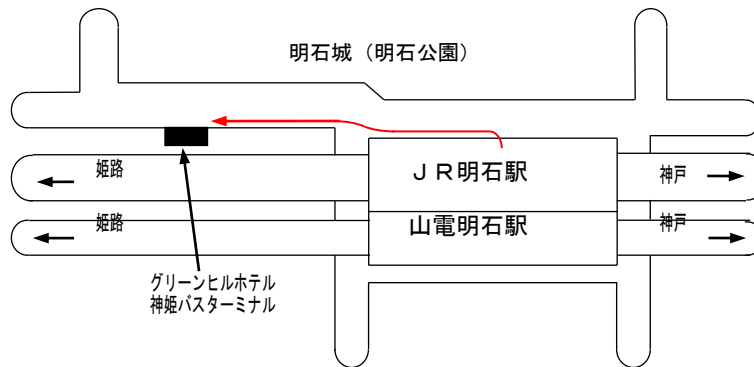 明石城（明石公園）
姫路
ＪＲ明石駅
神戸
姫路
山電明石駅
神戸
グリーンヒルホテル
神姫バスターミナル